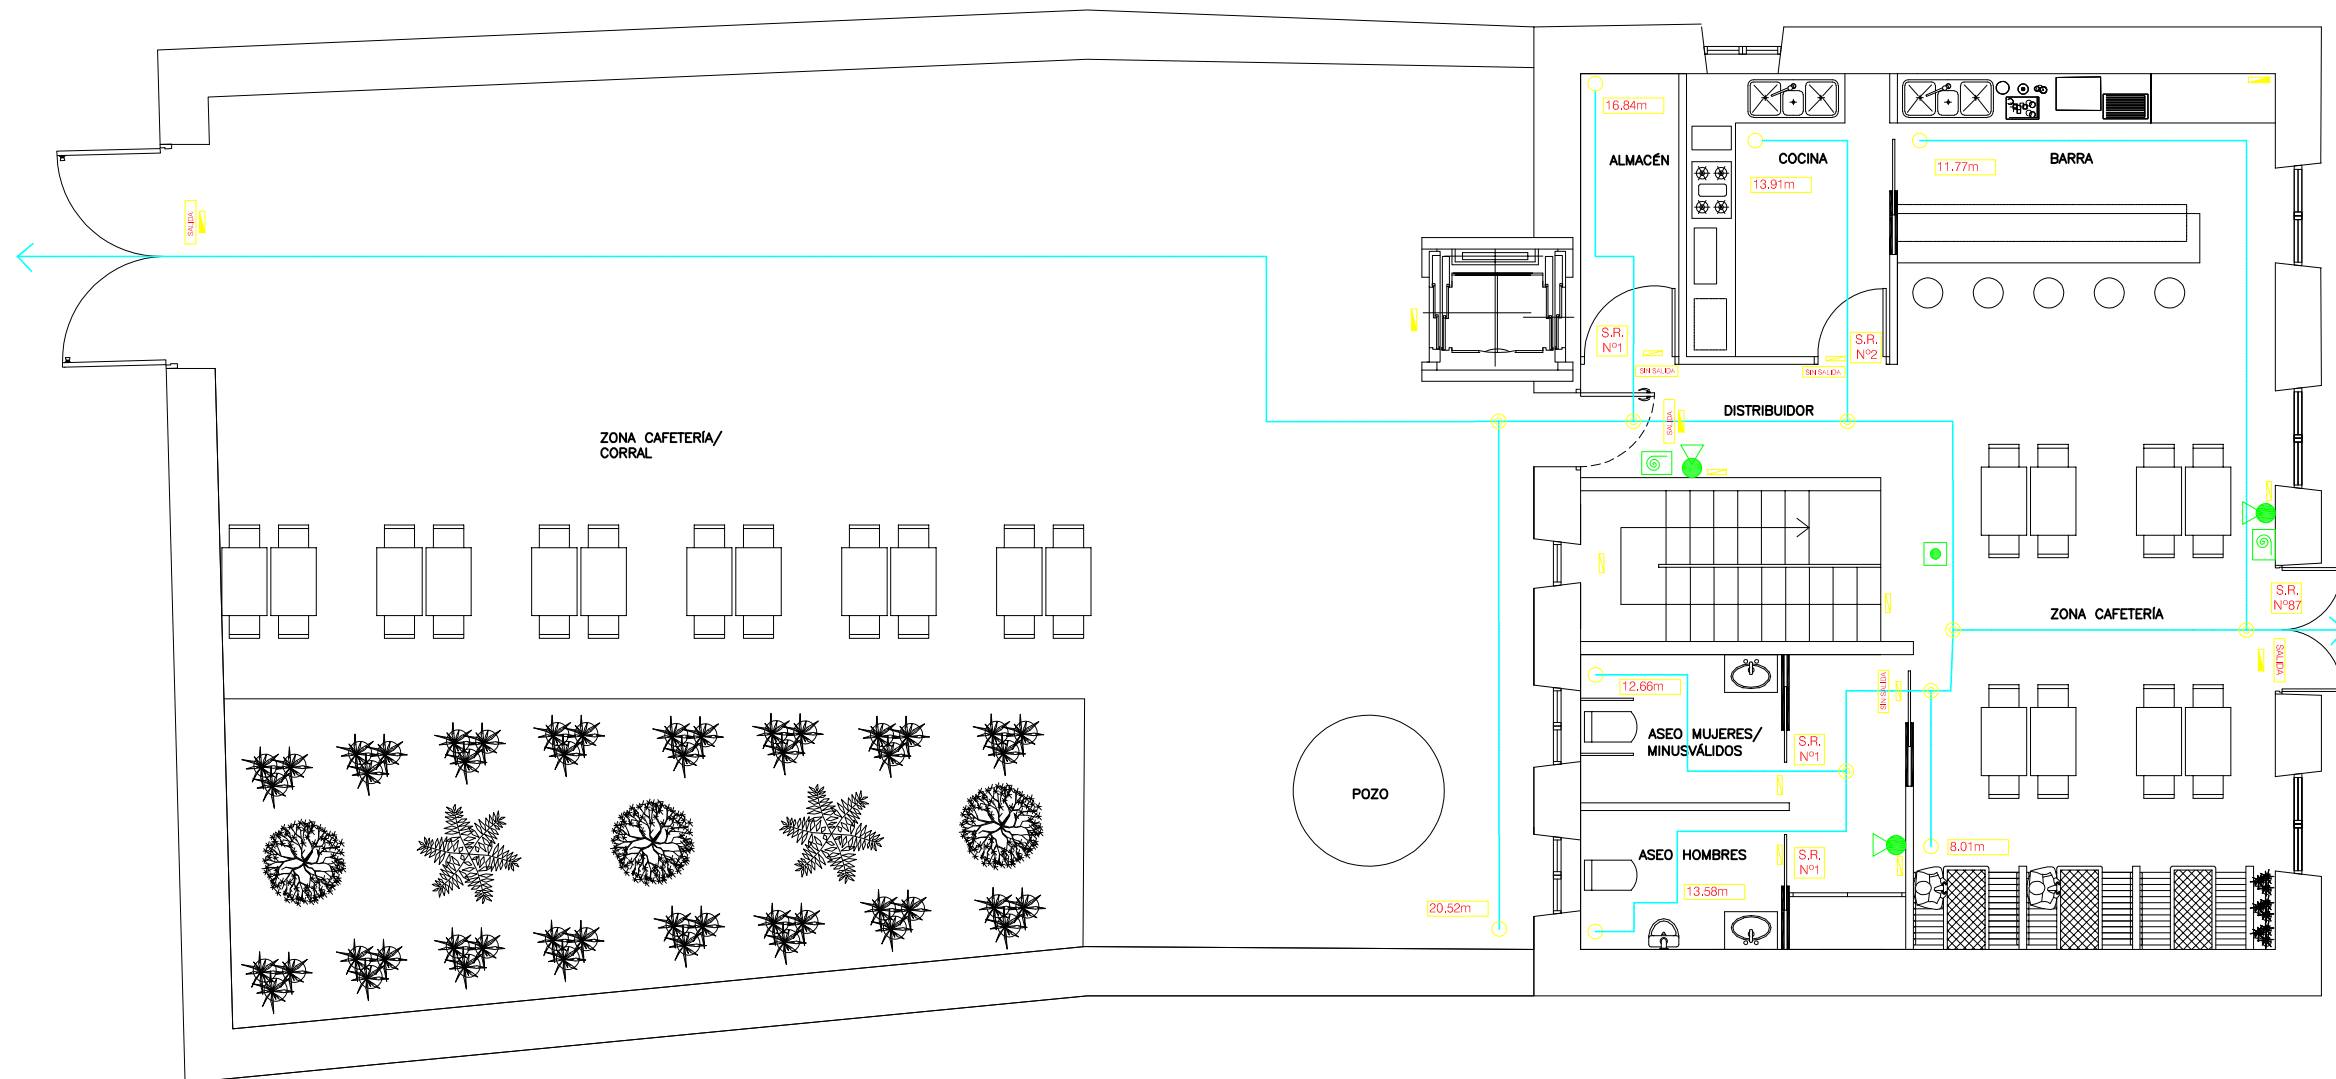 16.84m
ALMACÉN
COCINA
13.91m
11.77m
BARRA
SALIDA
S.R.
Nº1
S.R.
Nº2
SIN SALIDA
SIN SALIDA
SALIDA
DISTRIBUIDOR
ZONA CAFETERÍA/
CORRAL
S.R.
Nº87
ZONA CAFETERÍA
SALIDA
12.66m
SIN SALIDA
ASEO MUJERES/
MINUSVÁLIDOS
S.R.
Nº1
POZO
ASEO HOMBRES
S.R.
Nº1
8.01m
13.58m
20.52m